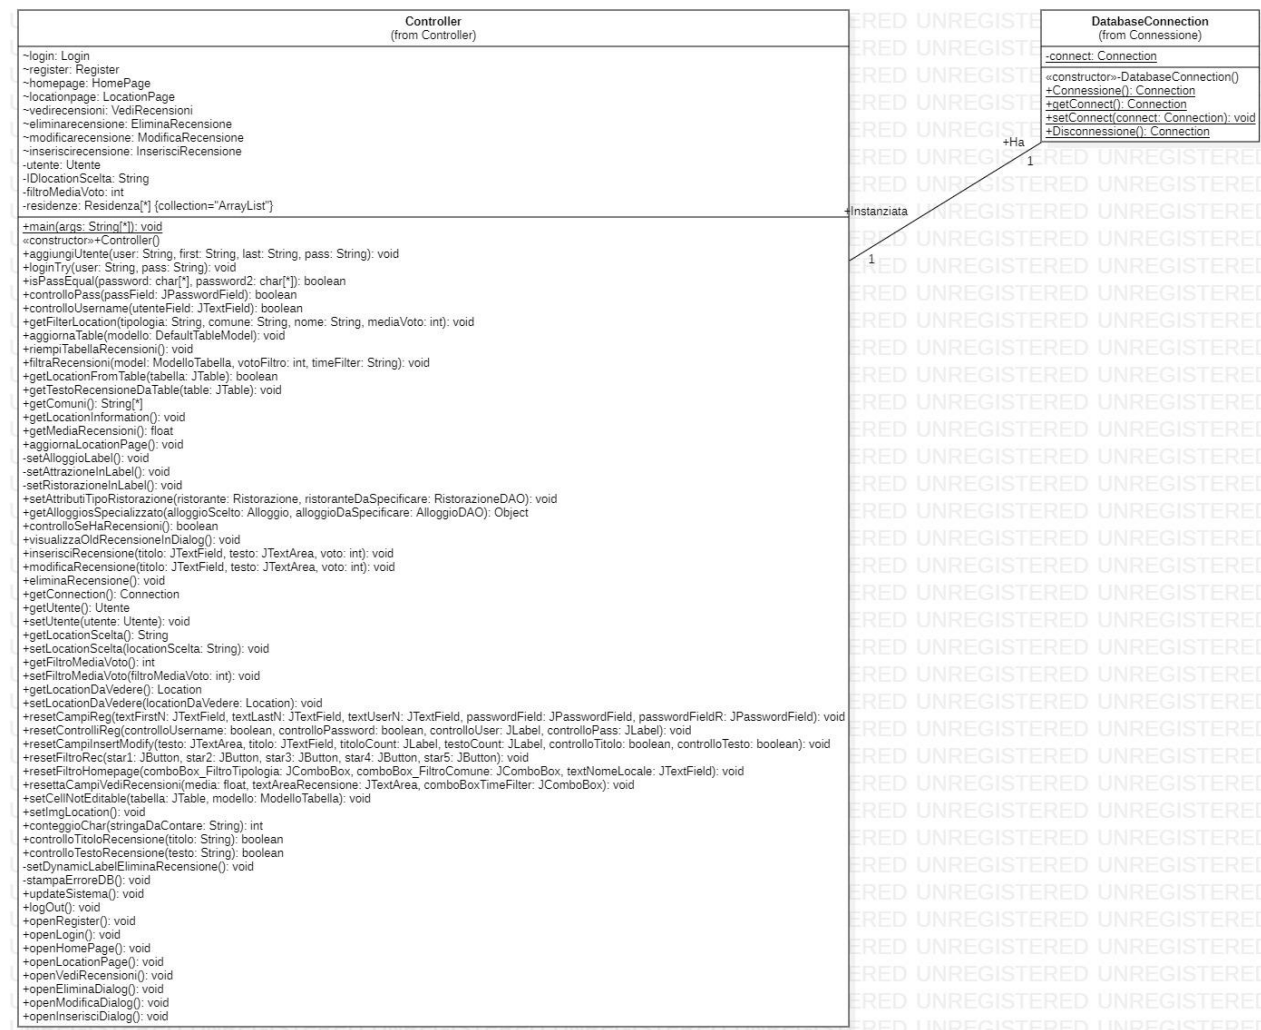 Controller
(from Controller)
~login: Login
~register: Register
~homepage: HomePage
~locationpage: LocationPage
~vedirecensioni: VediRecensioni
~eliminarecensione: EliminaRecensione
~modificarecensione: ModificaRecensione
~inseriscirecensione: InserisciRecensione
-utente: Utente
-IDlocationScelta: String
-filtroMediaVoto: int
-residenze: Residenza[*] {collection="ArrayList"}
+main(args: String[*]): void
«constructor»+Controller()
+aggiungiUtente(user: String, first: String, last: String, pass: String): void
+loginTry(user: String, pass: String): void
+isPassEqual(password: char[*], password2: char[*]): boolean
+controlloPass(passField: JPasswordField): boolean
+controlloUsername(utenteField: JTextField): boolean
+getFilterLocation(tipologia: String, comune: String, nome: String, mediaVoto: int): void
+aggiornaTable(modello: DefaultTableModel): void
+riempiTabellaRecensioni(): void
+filtraRecensioni(model: ModelloTabella, votoFiltro: int, timeFilter: String): void
+getLocationFromTable(tabella: JTable): boolean
+getTestoRecensioneDaTable(table: JTable): void
+getComuni(): String[*]
+getLocationInformation(): void
+getMediaRecensioni(): float
+aggiornaLocationPage(): void
-setAlloggioLabel(): void
-setAttrazioneInLabel(): void
-setRistorazioneInLabel(): void
+setAttributiTipoRistorazione(ristorante: Ristorazione, ristoranteDaSpecificare: RistorazioneDAO): void
+getAlloggiosSpecializzato(alloggioScelto: Alloggio, alloggioDaSpecificare: AlloggioDAO): Object
+controlloSeHaRecensioni(): boolean
+visualizzaOldRecensioneInDialog(): void
+inserisciRecensione(titolo: JTextField, testo: JTextArea, voto: int): void
+modificaRecensione(titolo: JTextField, testo: JTextArea, voto: int): void
+eliminaRecensione(): void
+getConnection(): Connection
+getUtente(): Utente
+setUtente(utente: Utente): void
+getLocationScelta(): String
+setLocationScelta(locationScelta: String): void
+getFiltroMediaVoto(): int
+setFiltroMediaVoto(filtroMediaVoto: int): void
+getLocationDaVedere(): Location
+setLocationDaVedere(locationDaVedere: Location): void
+resetCampiReg(textFirstN: JTextField, textLastN: JTextField, textUserN: JTextField, passwordField: JPasswordField, passwordFieldR: JPasswordField): void
+resetControlliReg(controlloUsername: boolean, controlloPassword: boolean, controlloUser: JLabel, controlloPass: JLabel): void
+resetCampiInsertModify(testo: JTextArea, titolo: JTextField, titoloCount: JLabel, testoCount: JLabel, controlloTitolo: boolean, controlloTesto: boolean): void
+resetFiltroRec(star1: JButton, star2: JButton, star3: JButton, star4: JButton, star5: JButton): void
+resetFiltroHomepage(comboBox_FiltroTipologia: JComboBox, comboBox_FiltroComune: JComboBox, textNomeLocale: JTextField): void
+resettaCampiVediRecensioni(media: float, textAreaRecensione: JTextArea, comboBoxTimeFilter: JComboBox): void
+setCellNotEditable(tabella: JTable, modello: ModelloTabella): void
+setImgLocation(): void
+conteggioChar(stringaDaContare: String): int
+controlloTitoloRecensione(titolo: String): boolean
+controlloTestoRecensione(testo: String): boolean
-setDynamicLabelEliminaRecensione(): void
-stampaErroreDB(): void
+updateSistema(): void
+logOut(): void
+openRegister(): void
+openLogin(): void
+openHomePage(): void
+openLocationPage(): void
+openVediRecensioni(): void
+openEliminaDialog(): void
+openModificaDialog(): void
+openInserisciDialog(): void
DatabaseConnection
(from Connessione)
-connect: Connection
«constructor»-DatabaseConnection()
+Connessione(): Connection
+getConnect(): Connection
+setConnect(connect: Connection): void
+Disconnessione(): Connection
+Ha
1
+Instanziata
1
UNREGISTERED